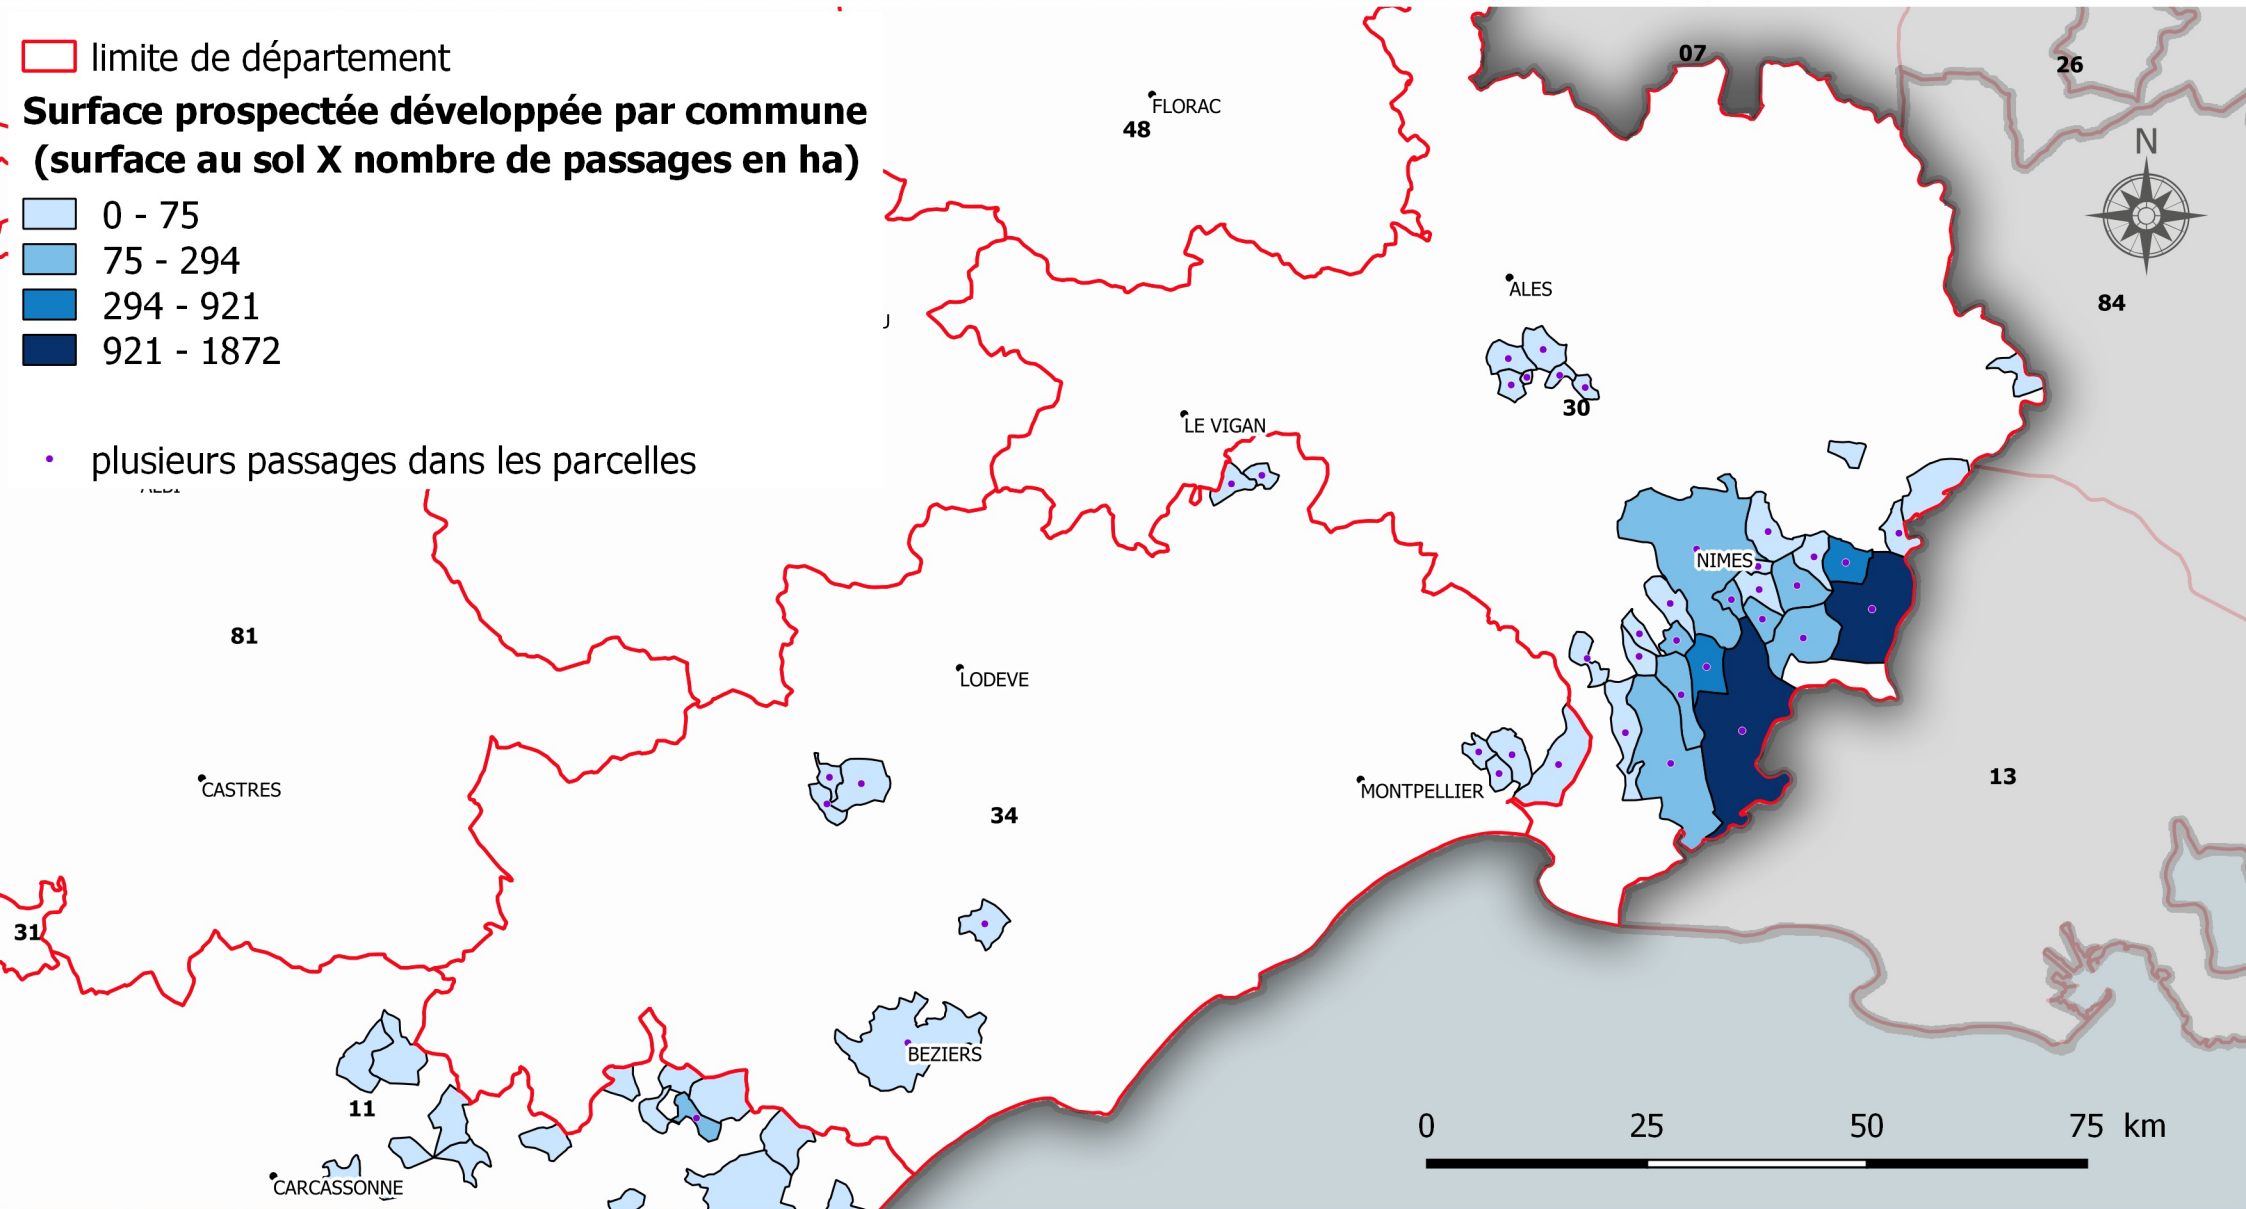 limite de département
Surface prospectée développée par commune
(surface au sol X nombre de passages en ha)
0 - 75
75 - 294
294 - 921
921 - 1872
plusieurs passages dans les parcelles
07
26
FLORAC
48
N
ALES
84
30
LE VIGAN
NIMES
81
LODEVE
CASTRES
MONTPELLIER
13
34
31
BEZIERS
11
CARCASSONNE
0 25 50 75 km